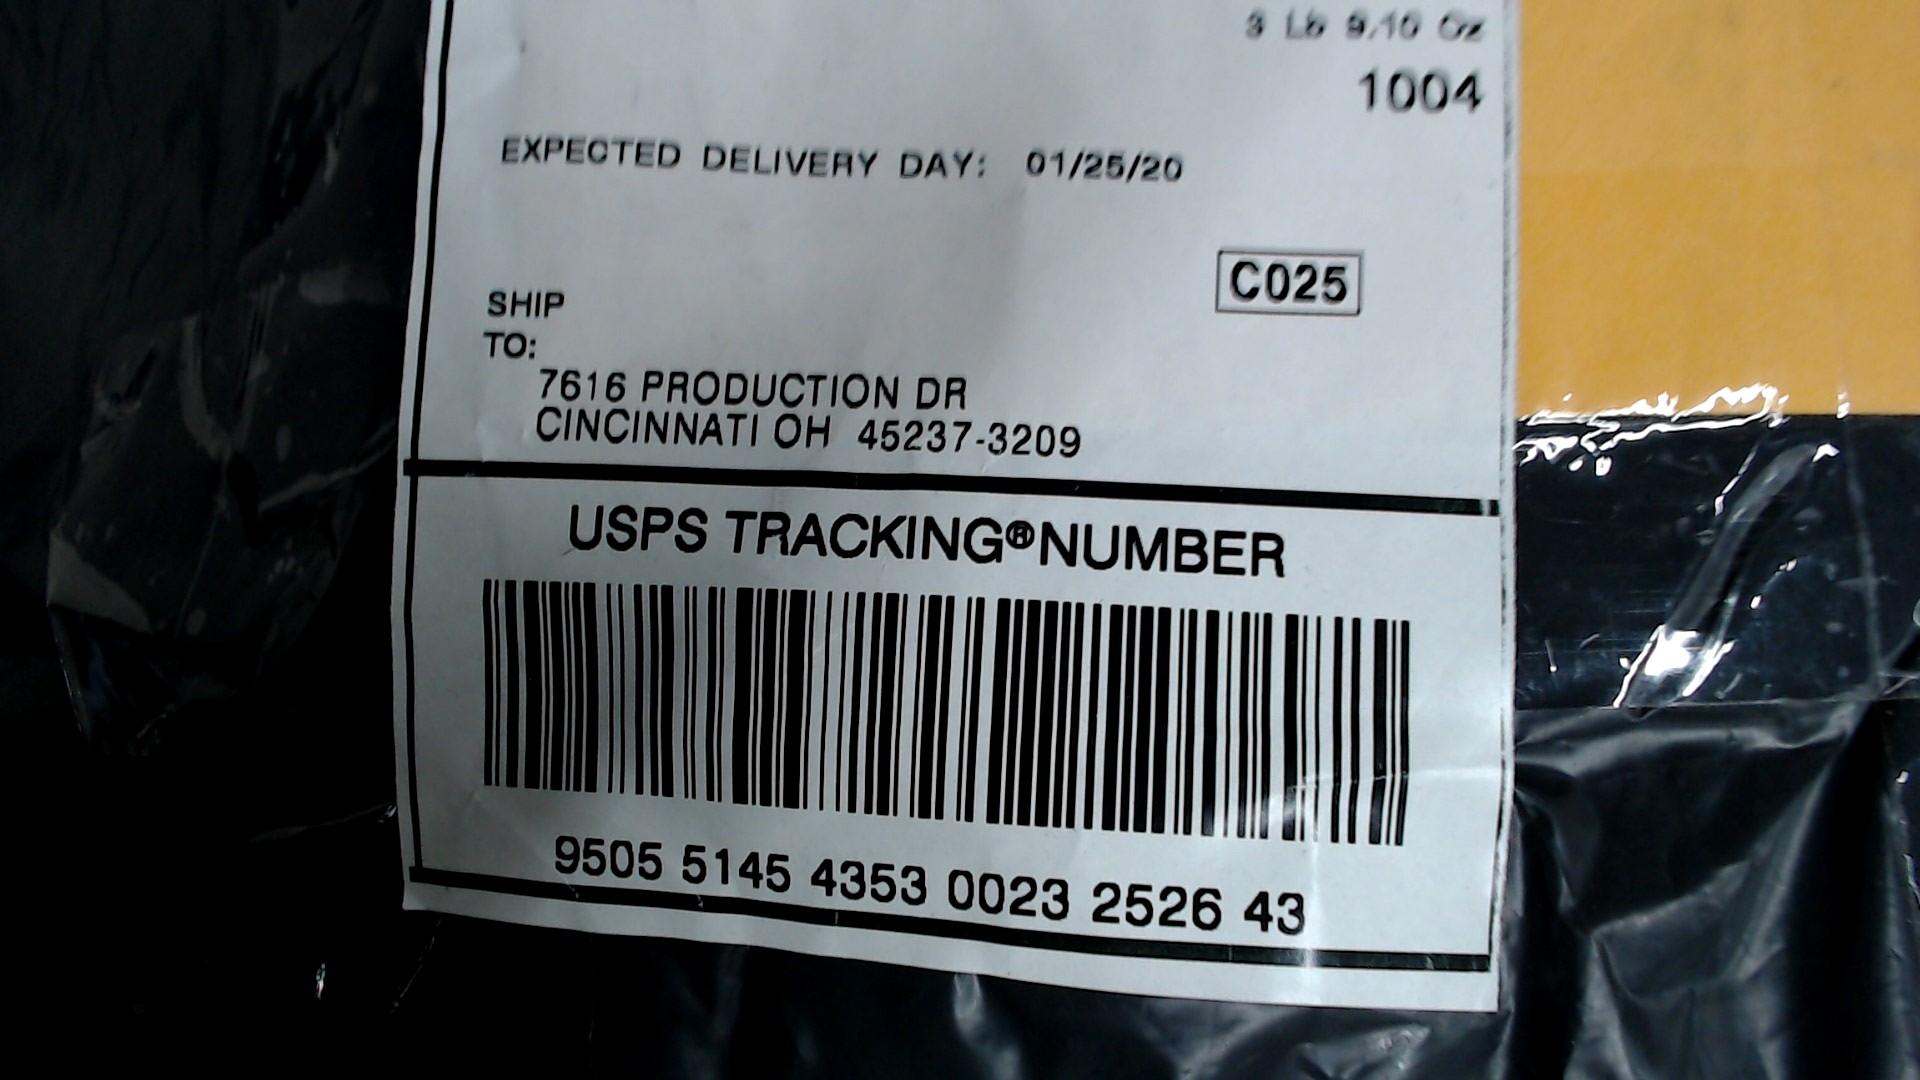 3 Lb 9.10 Oz
1004
EXPECTED DELIVERY DAY: 01/25/20
C025
SHIP
TO:
7616 PRODUCTION DR
CINCINNATI OH 45237-3209
USPS TRACKING® NUMBER
9505 5145 4353 0023 2526 43